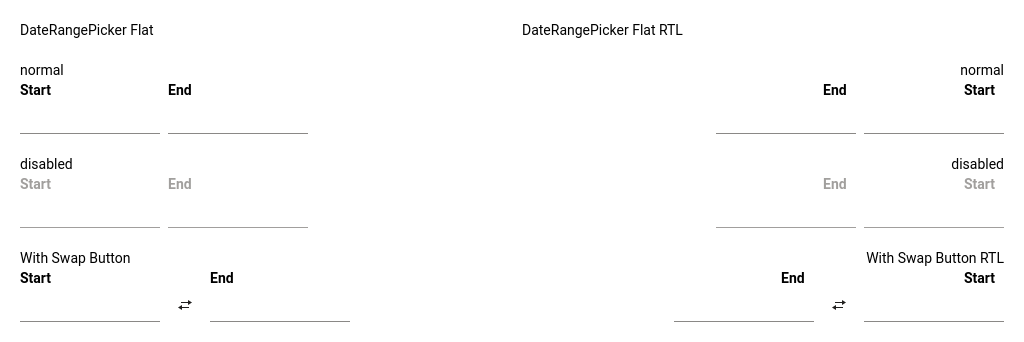 DateRangePicker Flat
normal
Start End
disabled
Start End
With Swap Button
Start End
DateRangePicker Flat RTL
normal
End Start
disabled
End Start
With Swap Button RTL
End Start